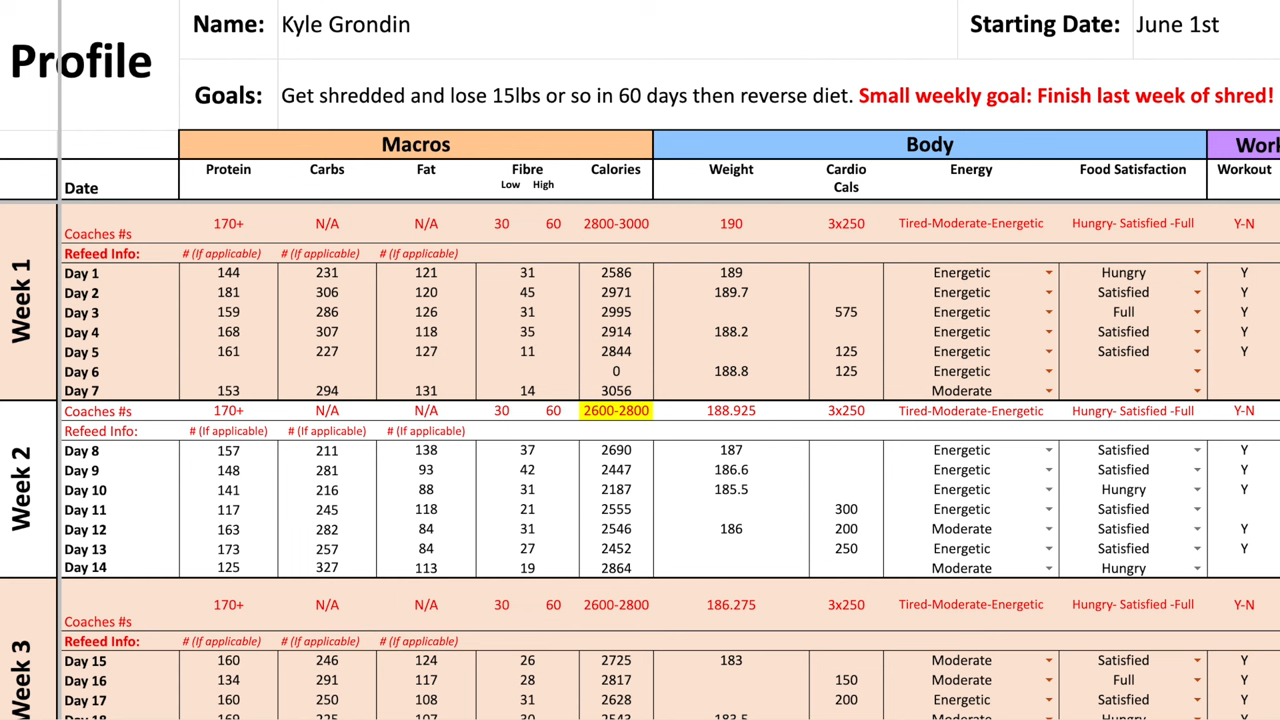 Profile
Name: Kyle Grondin Starting Date: June 1st
Goals: Get shredded and lose 15lbs or so in 60 days then reverse diet. Small weekly goal: Finish last week of shred!
Macros Body Work
Date Protein Carbs Fat Fibre Low High Calories Weight Cardio Cals Energy Food Satisfaction Workout
Week 1
Coaches #s 170+ N/A N/A 30 60 2800-3000 190 3x250 Tired-Moderate-Energetic Hungry- Satisfied -Full Y-N
Refeed Info: # (If applicable) # (If applicable) # (If applicable)
Day 1 144 231 121 31 2586 189 Energetic Hungry Y
Day 2 181 306 120 45 2971 189.7 Energetic Satisfied Y
Day 3 159 286 126 31 2995 575 Energetic Full Y
Day 4 168 307 118 35 2914 188.2 Energetic Satisfied Y
Day 5 161 227 127 11 2844 125 Energetic Satisfied Y
Day 6 0 188.8 125 Energetic
Day 7 153 294 131 14 3056 Moderate
Week 2
Coaches #s 170+ N/A N/A 30 60 2600-2800 188.925 3x250 Tired-Moderate-Energetic Hungry- Satisfied -Full Y-N
Refeed Info: # (If applicable) # (If applicable) # (If applicable)
Day 8 157 211 138 37 2690 187 Energetic Satisfied Y
Day 9 148 281 93 42 2447 186.6 Energetic Satisfied Y
Day 10 141 216 88 31 2187 185.5 Energetic Hungry Y
Day 11 117 245 118 21 2555 300 Energetic Satisfied
Day 12 163 282 84 31 2546 186 200 Moderate Satisfied Y
Day 13 173 257 84 27 2452 250 Energetic Satisfied Y
Day 14 125 327 113 19 2864 Moderate Hungry
Week 3
Coaches #s 170+ N/A N/A 30 60 2600-2800 186.275 3x250 Tired-Moderate-Energetic Hungry- Satisfied -Full Y-N
Refeed Info: # (If applicable) # (If applicable) # (If applicable)
Day 15 160 246 124 26 2725 183 Moderate Satisfied Y
Day 16 134 291 117 28 2817 150 Moderate Full Y
Day 17 160 250 108 31 2628 200 Energetic Satisfied Y
Day 18 169 225 107 30 2543 183.5 Moderate Hungry Y